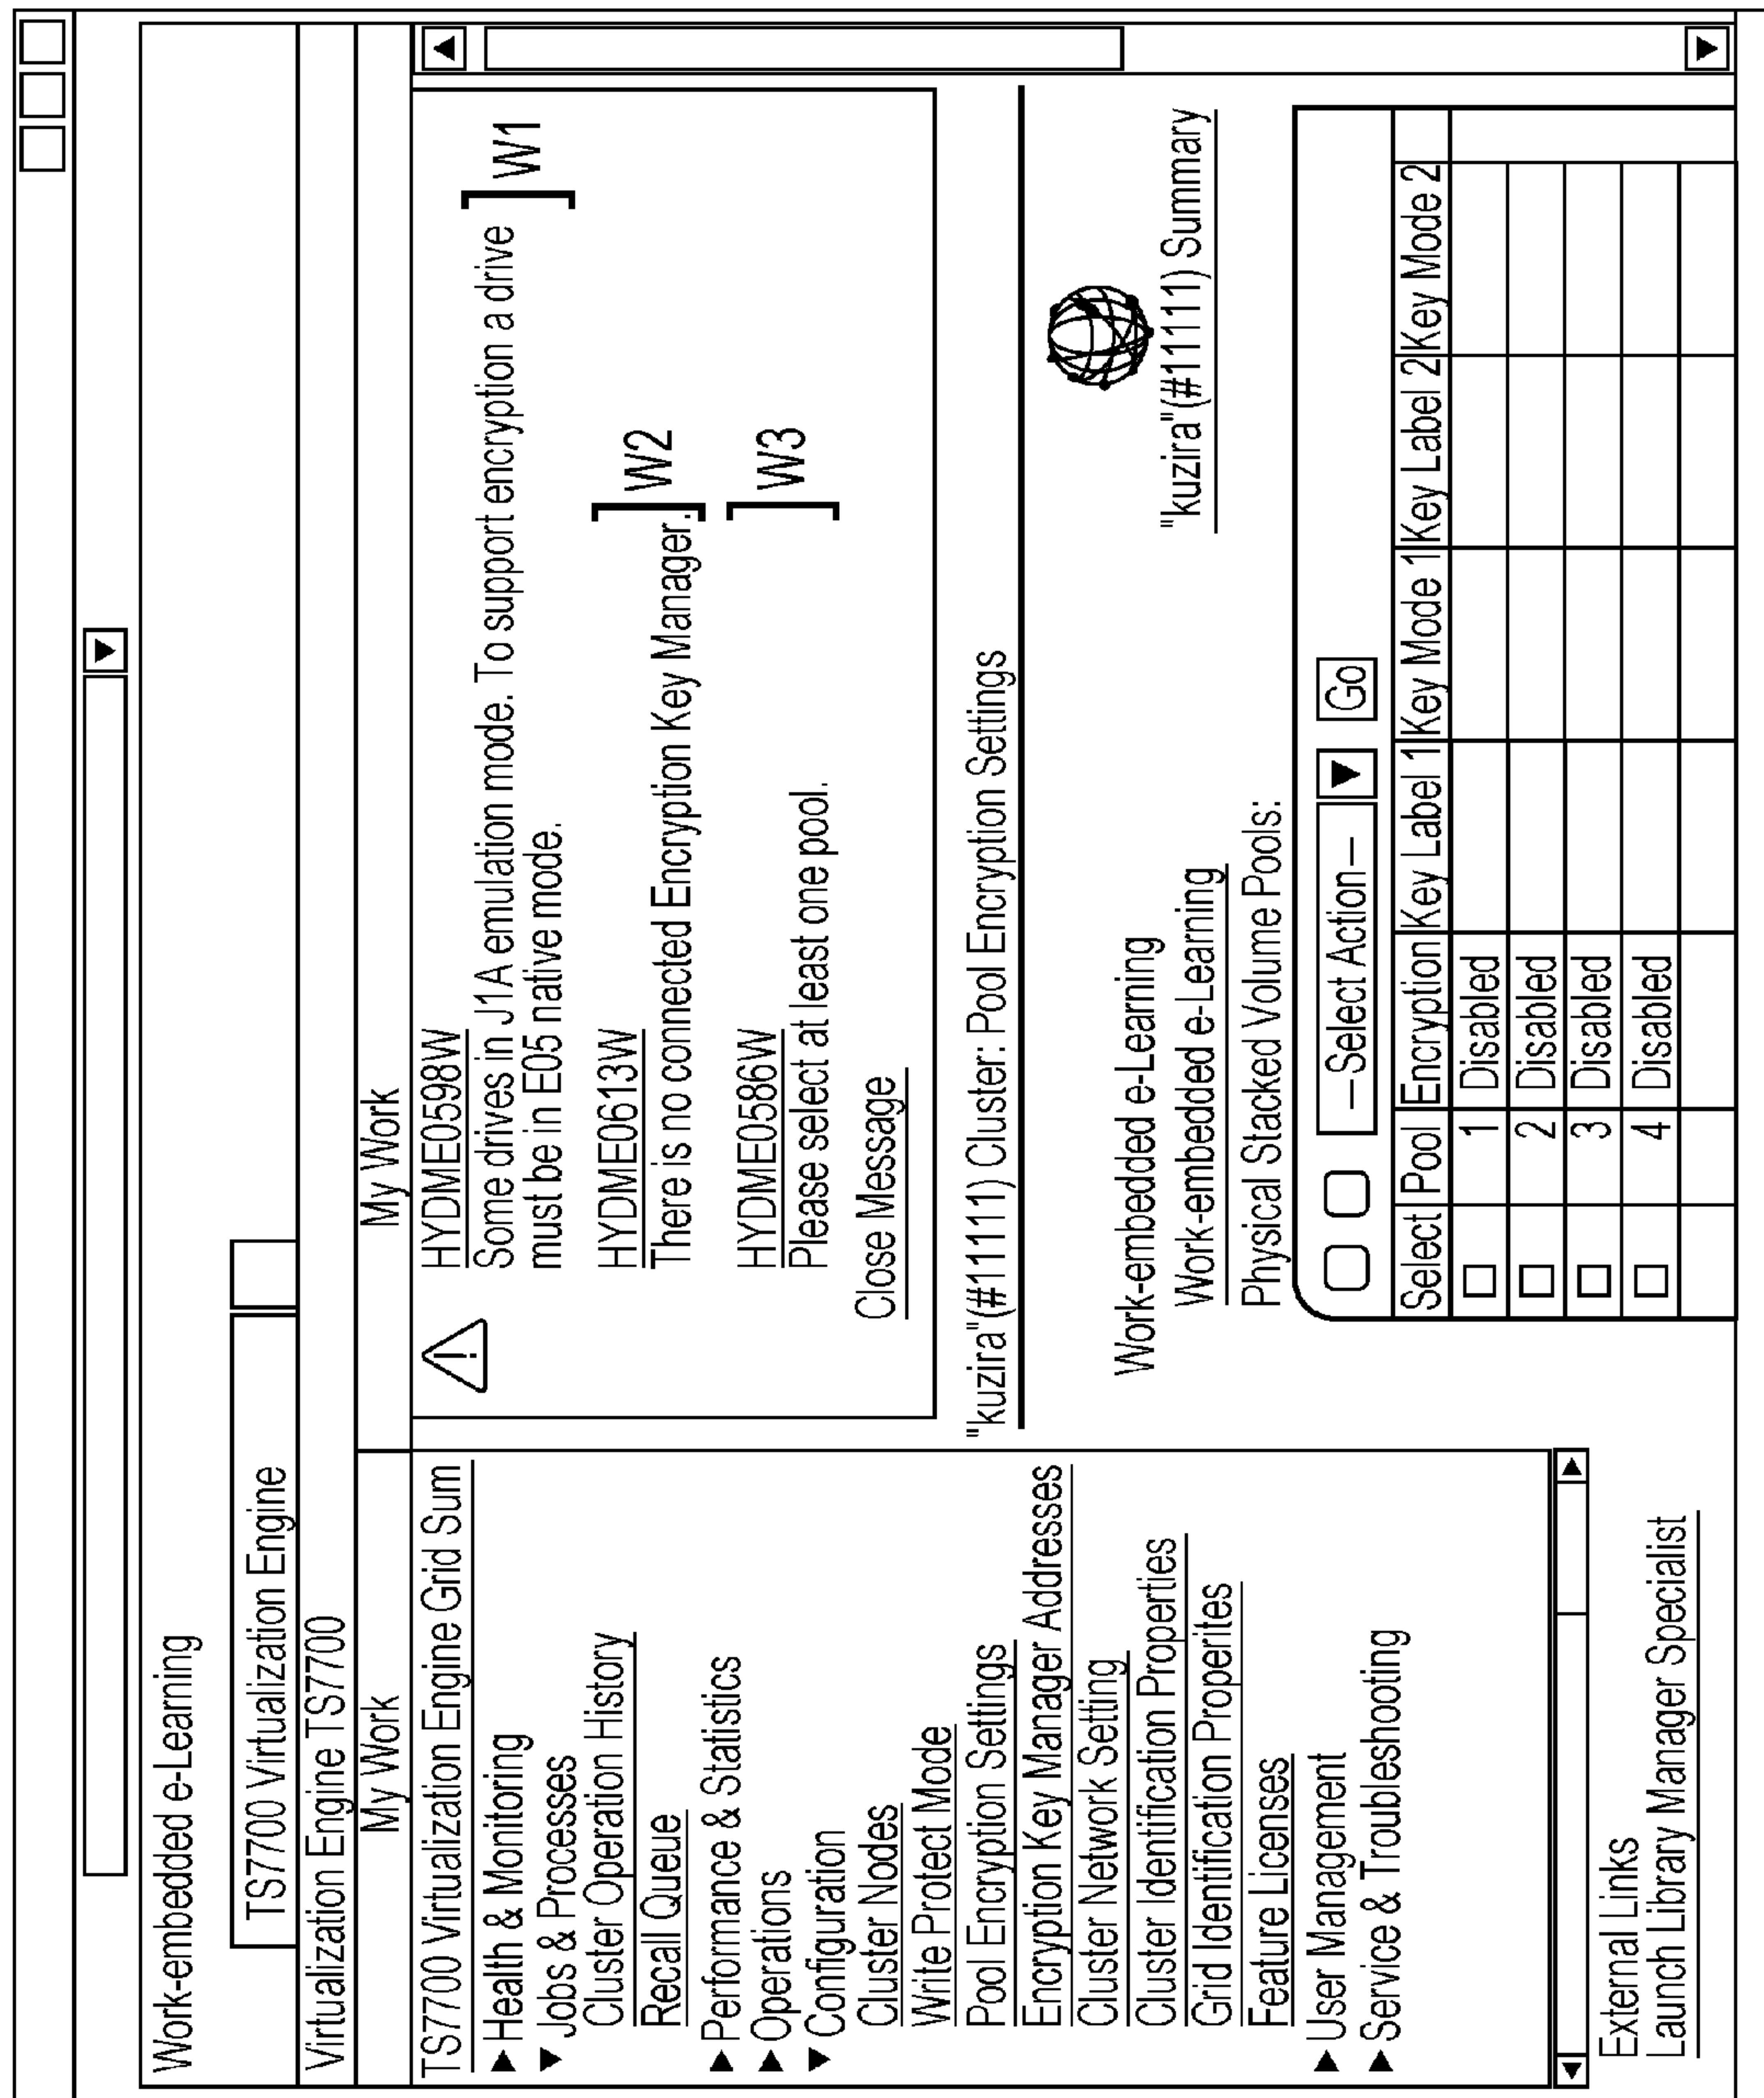 Work-embedded e-Learning
TS7700 Virtualization Engine
Virtualization Engine TS7700
My Work
TS7700 Virtualization Engine Grid Sum
Health & Monitoring
Jobs & Processes
Cluster Operation History
Recall Queue
Performance & Statistics
Operations
Configuration
Cluster Nodes
Write Protect Mode
Pool Encryption Settings
Encryption Key Manager Addresses
Cluster Network Setting
Cluster Identification Properties
Grid Identification Properites
Feature Licenses
User Management
Service & Troubleshooting
External Links
Launch Library Manager Specialist
My Work
HYDME0598W
Some drives in J1A emulation mode. To support encryption a drive
must be in E05 native mode.
W1
HYDME0613W
There is no connected Encryption Key Manager.
W2
HYDME0586W
Please select at least one pool.
W3
Close Message
"kuzira"(#11111) Cluster: Pool Encryption Settings
"kuzira"(#11111) Summary
Work-embedded e-Learning
Work-embedded e-Learning
Physical Stacked Volume Pools:
—Select Action— Go
Select Pool Encryption Key Label 1 Key Mode 1 Key Label 2 Key Mode 2
1 Disabled
2 Disabled
3 Disabled
4 Disabled